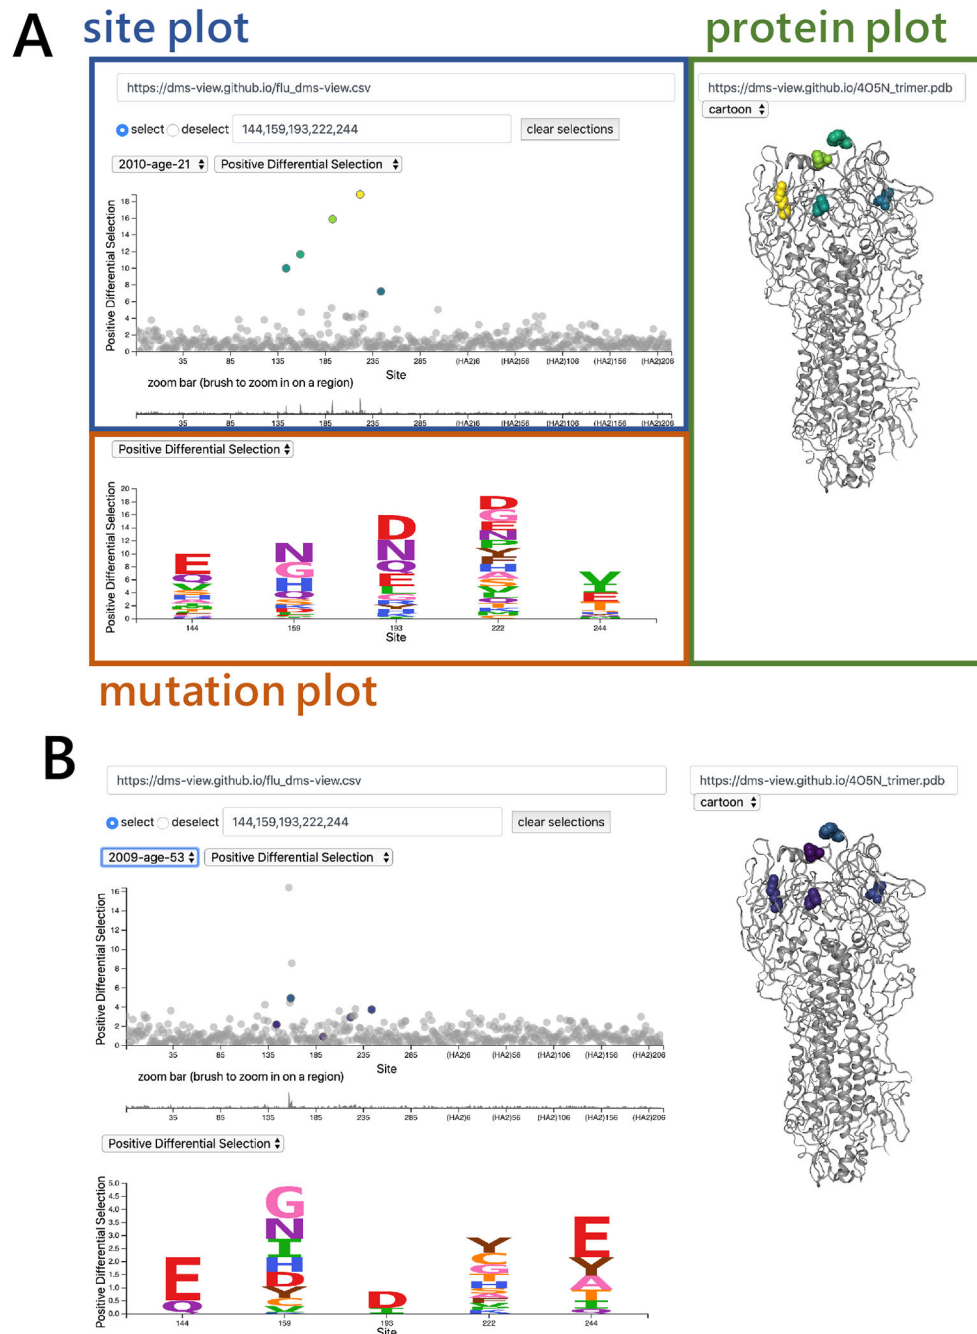 A
site plot
protein plot
https://dms-view.github.io/flu_dms-view.csv
https://dms-view.github.io/4O5N_trimer.pdb
cartoon
select deselect 144,159,193,222,244 clear selections
2010-age-21 Positive Differential Selection
Positive Differential Selection
18
16
14
12
10
8
6
4
2
0
35 85 135 185 235 285 (HA2)6 (HA2)56 (HA2)106 (HA2)156 (HA2)206
Site
zoom bar (brush to zoom in on a region)
35 85 135 185 235 285 (HA2)6 (HA2)56 (HA2)106 (HA2)156 (HA2)206
Positive Differential Selection
Positive Differential Selection
20
18
16
14
12
10
8
6
4
2
0
E Q
N G H Q
D N Q E
D G E N P Y F H A
Y E T
144 159 193 222 244
Site
mutation plot
B
https://dms-view.github.io/flu_dms-view.csv
https://dms-view.github.io/4O5N_trimer.pdb
cartoon
select deselect 144,159,193,222,244 clear selections
2009-age-53 Positive Differential Selection
Positive Differential Selection
16
14
12
10
8
6
4
2
0
35 85 135 185 235 285 (HA2)6 (HA2)56 (HA2)106 (HA2)156 (HA2)206
Site
zoom bar (brush to zoom in on a region)
35 85 135 185 235 285 (HA2)6 (HA2)56 (HA2)106 (HA2)156 (HA2)206
Positive Differential Selection
Positive Differential Selection
5.0
4.5
4.0
3.5
3.0
2.5
2.0
1.5
1.0
0.5
0.0
E Q
G N I H D Y C V
D
Y C G T H
E Y A T I Q
144 159 193 222 244
Site